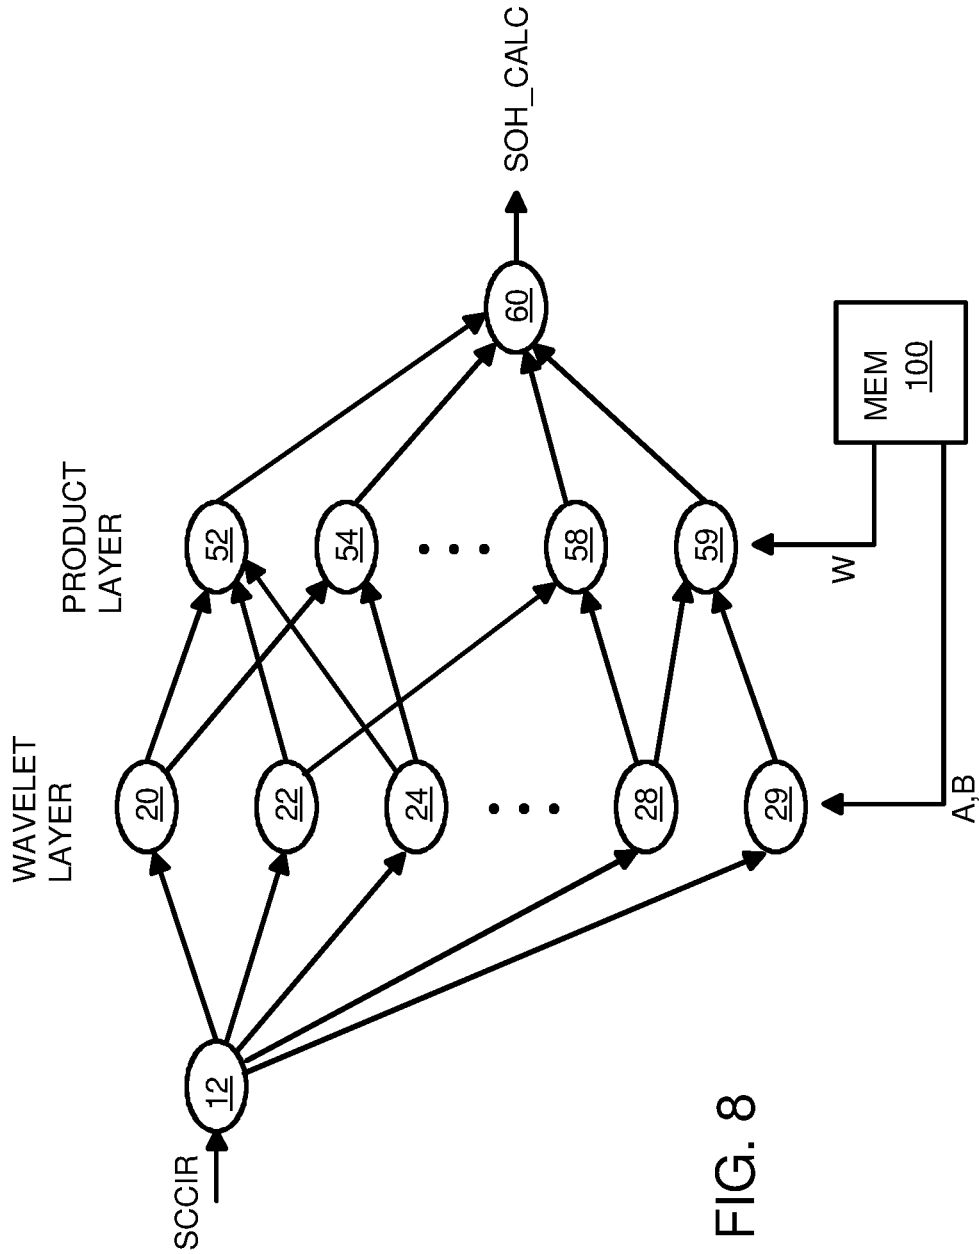 WAVELET
LAYER
PRODUCT
LAYER
SCCIR
12
20
22
24
28
29
52
54
58
59
60
SOH_CALC
W
A,B
MEM
100
FIG. 8